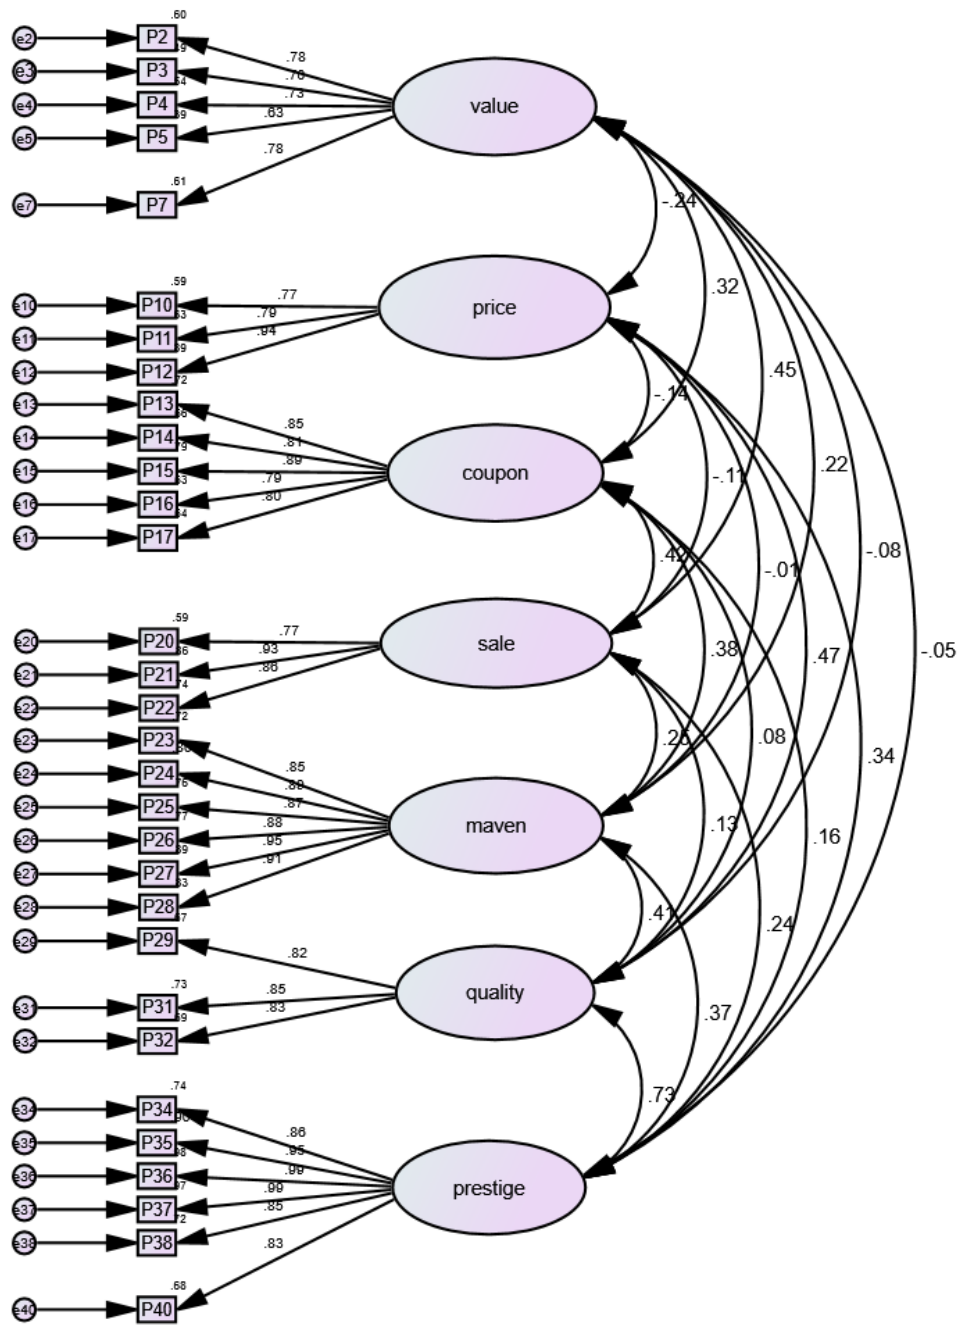 .60
e2 P2
e3 P3
e4 P4
e5 P5
.78
.73
.63
.78
value
.61
e7 P7
-.24
.32
.59
e10 P10
e11 P11
e12 P12
.77
.79
.94
price
.45
e13 P13
e14 P14
e15 P15
e16 P16
e17 P17
.85
.81
.89
.79
.80
coupon
-.14
-.11
.22
-.08
-.01
.42
.59
e20 P20
e21 P21
e22 P22
.77
.93
.86
sale
.38
.47
-.05
e23 P23
e24 P24
e25 P25
e26 P26
e27 P27
e28 P28
.85
.89
.87
.88
.95
.91
maven
.08
.34
.13
.16
e29 P29
.82
.41
.24
.73
e31 P31
e32 P32
.85
.83
quality
.37
.73
.74
e34 P34
e35 P35
e36 P36
e37 P37
e38 P38
.86
.95
.99
.99
.85
.83
prestige
.68
e40 P40